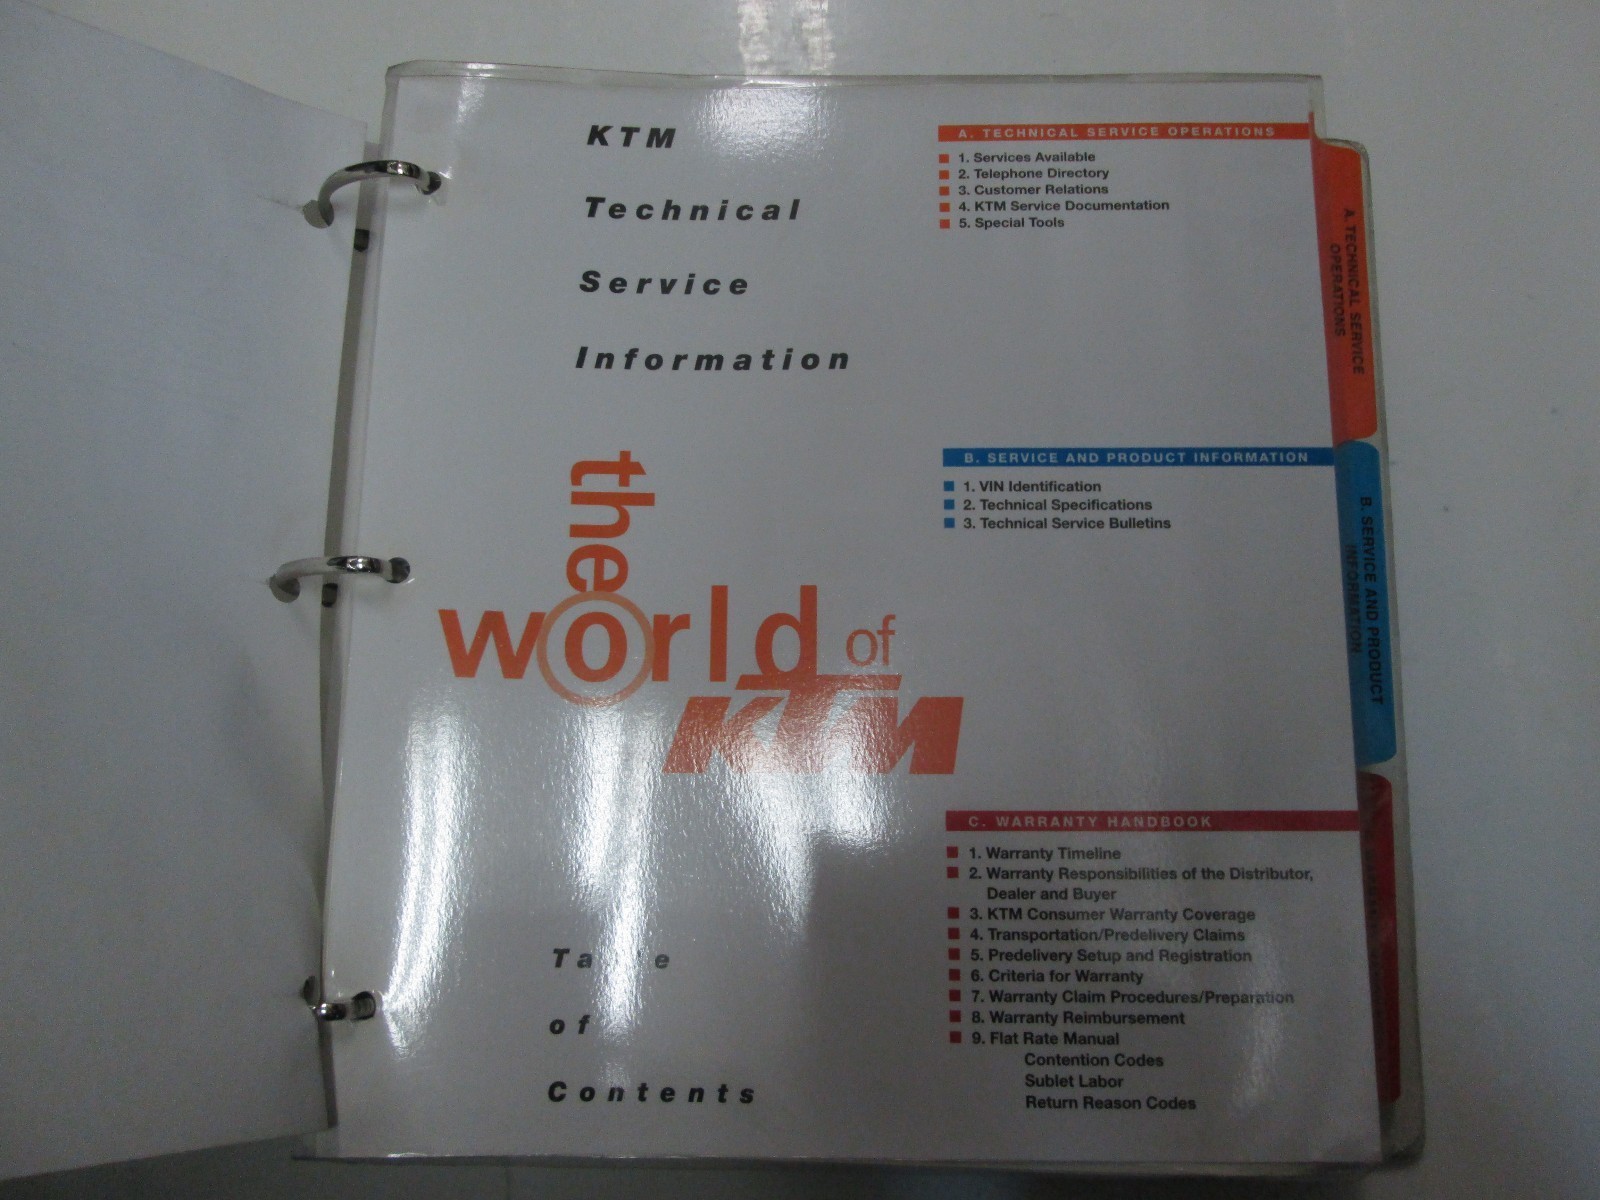 KTM
Technical
Service
Information
the
world of
KTM
Table
of
Contents
A. TECHNICAL SERVICE OPERATIONS
1. Services Available
2. Telephone Directory
3. Customer Relations
4. KTM Service Documentation
5. Special Tools
B. SERVICE AND PRODUCT INFORMATION
1. VIN Identification
2. Technical Specifications
3. Technical Service Bulletins
C. WARRANTY HANDBOOK
1. Warranty Timeline
2. Warranty Responsibilities of the Distributor,
Dealer and Buyer
3. KTM Consumer Warranty Coverage
4. Transportation/Predelivery Claims
5. Predelivery Setup and Registration
6. Criteria for Warranty
7. Warranty Claim Procedures/Preparation
8. Warranty Reimbursement
9. Flat Rate Manual
Contention Codes
Sublet Labor
Return Reason Codes
A. TECHNICAL SERVICE
OPERATIONS
B. SERVICE AND PRODUCT
INFORMATION